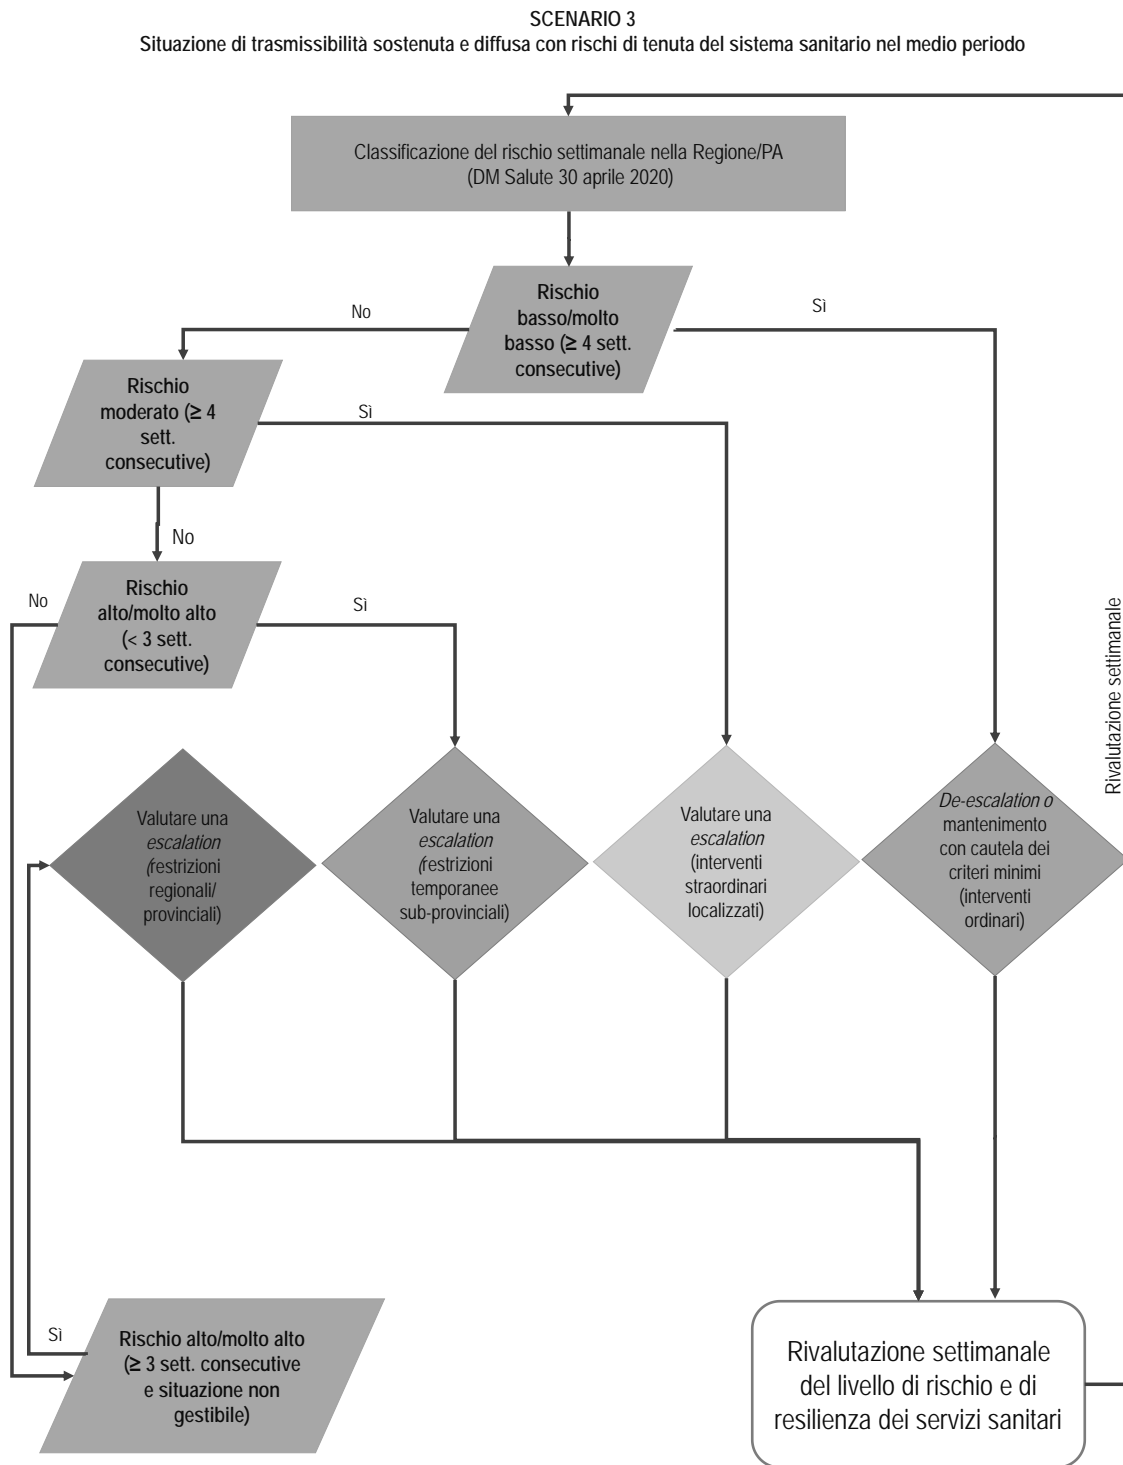 SCENARIO 3
Situazione di trasmissibilità sostenuta e diffusa con rischi di tenuta del sistema sanitario nel medio periodo
Classificazione del rischio settimanale nella Regione/PA
(DM Salute 30 aprile 2020)
Rischio
basso/molto
basso (≥ 4 sett.
consecutive)
No
Sì
Rischio
moderato (≥ 4
sett.
consecutive)
Sì
No
Rischio
alto/molto alto
(< 3 sett.
consecutive)
No
Sì
Rivalutazione settimanale
Valutare una
escalation
(restrizioni
regionali/
provinciali)
Valutare una
escalation
(restrizioni
temporanee
sub-provinciali)
Valutare una
escalation
(interventi
straordinari
localizzati)
De-escalation o
mantenimento
con cautela dei
criteri minimi
(interventi
ordinari)
Sì
Rischio alto/molto alto
(≥ 3 sett. consecutive
e situazione non
gestibile)
Rivalutazione settimanale
del livello di rischio e di
resilienza dei servizi sanitari